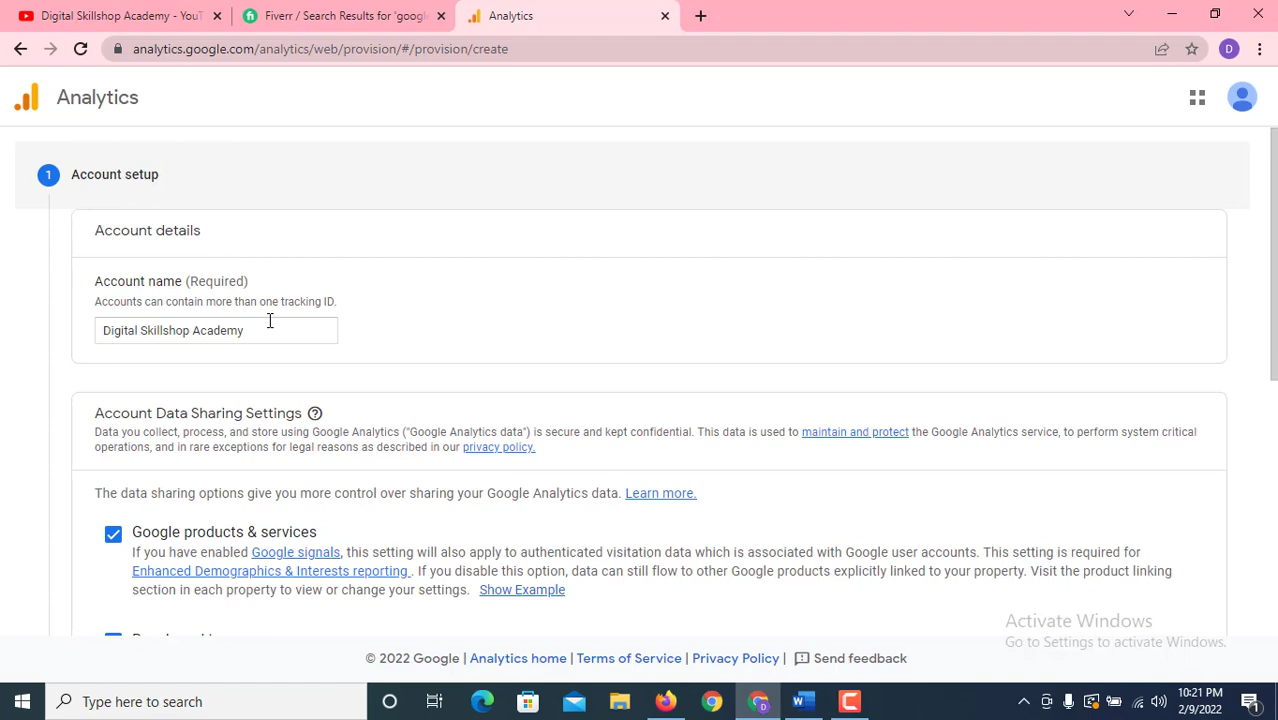 Digital Skillshop Academy - YouT
Fiverr / Search Results for 'google
Analytics
analytics.google.com/analytics/web/provision/#/provision/create
D
Analytics
1 Account setup
Account details
Account name (Required)
Accounts can contain more than one tracking ID.
Digital Skillshop Academy
Account Data Sharing Settings
Data you collect, process, and store using Google Analytics ("Google Analytics data") is secure and kept confidential. This data is used to maintain and protect the Google Analytics service, to perform system critical
operations, and in rare exceptions for legal reasons as described in our privacy policy.
The data sharing options give you more control over sharing your Google Analytics data. Learn more.
Google products & services
If you have enabled Google signals, this setting will also apply to authenticated visitation data which is associated with Google user accounts. This setting is required for
Enhanced Demographics & Interests reporting . If you disable this option, data can still flow to other Google products explicitly linked to your property. Visit the product linking
section in each property to view or change your settings. Show Example
Activate Windows
Go to Settings to activate Windows.
© 2022 Google | Analytics home | Terms of Service | Privacy Policy | Send feedback
Type here to search
10:21 PM
2/9/2022